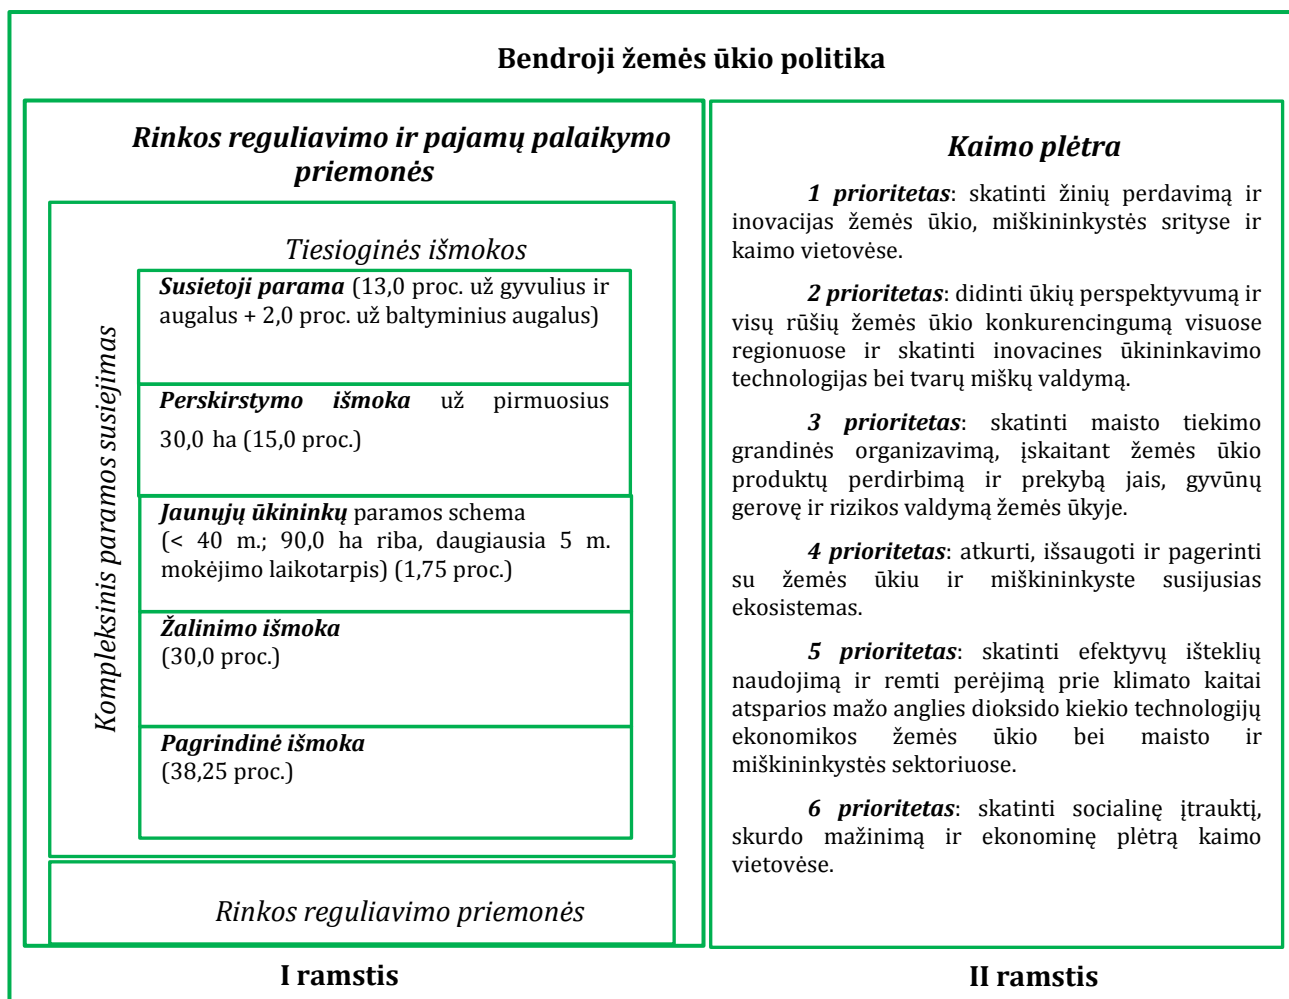 Bendroji žemės ūkio politika
Rinkos reguliavimo ir pajamų palaikymo
priemonės
Tiesioginės išmokos
Kompleksinis paramos susiejimas
Susietoji parama (13,0 proc. už gyvulius ir
augalus + 2,0 proc. už baltyminius augalus)
Perskirstymo išmoka už pirmuosius
30,0 ha (15,0 proc.)
Jaunųjų ūkininkų paramos schema
(< 40 m.; 90,0 ha riba, daugiausia 5 m.
mokėjimo laikotarpis) (1,75 proc.)
Žalinimo išmoka
(30,0 proc.)
Pagrindinė išmoka
(38,25 proc.)
Rinkos reguliavimo priemonės
I ramstis
Kaimo plėtra
1 prioritetas: skatinti žinių perdavimą ir
inovacijas žemės ūkio, miškininkystės srityse ir
kaimo vietovėse.
2 prioritetas: didinti ūkių perspektyvumą ir
visų rūšių žemės ūkio konkurencingumą visuose
regionuose ir skatinti inovacines ūkininkavimo
technologijas bei tvarų miškų valdymą.
3 prioritetas: skatinti maisto tiekimo
grandinės organizavimą, įskaitant žemės ūkio
produktų perdirbimą ir prekybą jais, gyvūnų
gerovę ir rizikos valdymą žemės ūkyje.
4 prioritetas: atkurti, išsaugoti ir pagerinti
su žemės ūkiu ir miškininkyste susijusias
ekosistemas.
5 prioritetas: skatinti efektyvų išteklių
naudojimą ir remti perėjimą prie klimato kaitai
atsparios mažo anglies dioksido kiekio technologijų
ekonomikos žemės ūkio bei maisto ir
miškininkystės sektoriuose.
6 prioritetas: skatinti socialinę įtrauktį,
skurdo mažinimą ir ekonominę plėtrą kaimo
vietovėse.
II ramstis